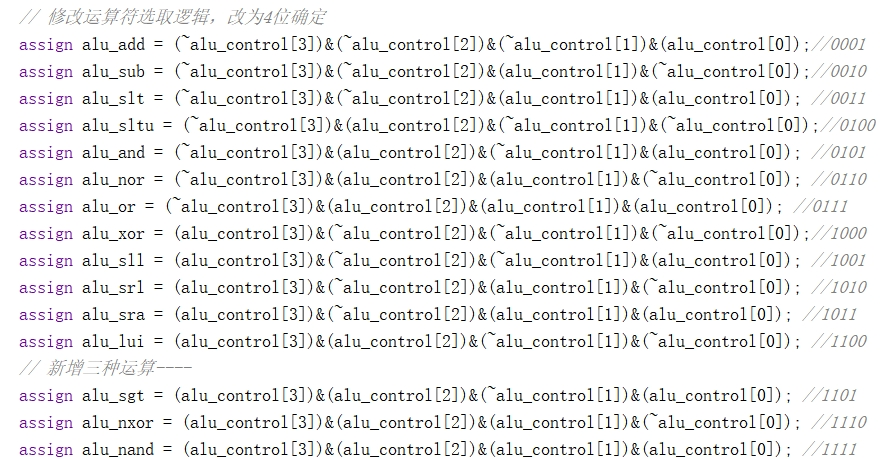 // 修改运算符选取逻辑，改为4位确定
assign alu_add = (~alu_control[3])&(~alu_control[2])&(~alu_control[1])&(alu_control[0]);//0001
assign alu_sub = (~alu_control[3])&(~alu_control[2])&(alu_control[1])&(~alu_control[0]);//0010
assign alu_slt = (~alu_control[3])&(~alu_control[2])&(alu_control[1])&(alu_control[0]); //0011
assign alu_sltu = (~alu_control[3])&(alu_control[2])&(~alu_control[1])&(~alu_control[0]);//0100
assign alu_and = (~alu_control[3])&(alu_control[2])&(~alu_control[1])&(alu_control[0]); //0101
assign alu_nor = (~alu_control[3])&(alu_control[2])&(alu_control[1])&(~alu_control[0]); //0110
assign alu_or = (~alu_control[3])&(alu_control[2])&(alu_control[1])&(alu_control[0]); //0111
assign alu_xor = (alu_control[3])&(~alu_control[2])&(~alu_control[1])&(~alu_control[0]);//1000
assign alu_sll = (alu_control[3])&(~alu_control[2])&(~alu_control[1])&(alu_control[0]); //1001
assign alu_srl = (alu_control[3])&(~alu_control[2])&(alu_control[1])&(~alu_control[0]); //1010
assign alu_sra = (alu_control[3])&(~alu_control[2])&(alu_control[1])&(alu_control[0]); //1011
assign alu_lui = (alu_control[3])&(alu_control[2])&(~alu_control[1])&(~alu_control[0]); //1100
// 新增三种运算----
assign alu_sgt = (alu_control[3])&(alu_control[2])&(~alu_control[1])&(alu_control[0]); //1101
assign alu_nxor = (alu_control[3])&(alu_control[2])&(alu_control[1])&(~alu_control[0]); //1110
assign alu_nand = (alu_control[3])&(alu_control[2])&(alu_control[1])&(alu_control[0]); //1111